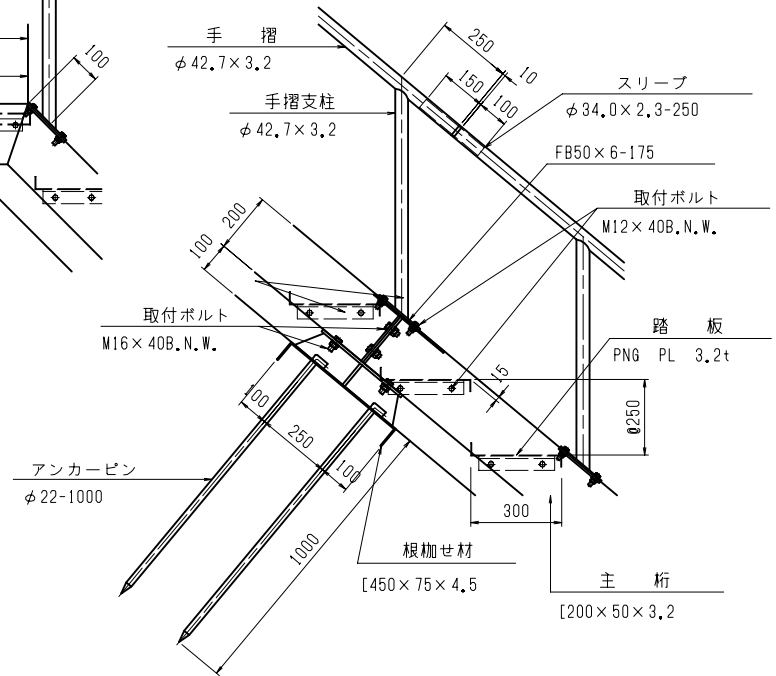 手 摺
φ42.7×3.2
手摺支柱
φ42.7×3.2
100
250
10
150
100
スリーブ
φ34.0×2.3-250
FB50×6-175
取付ボルト
M12×40B.N.W.
200
100
取付ボルト
M16×40B.N.W.
踏 板
PNG PL 3.2t
15
@250
100
250
100
300
アンカーピン
φ22-1000
1000
根枷せ材
[450×75×4.5
主 桁
[200×50×3.2